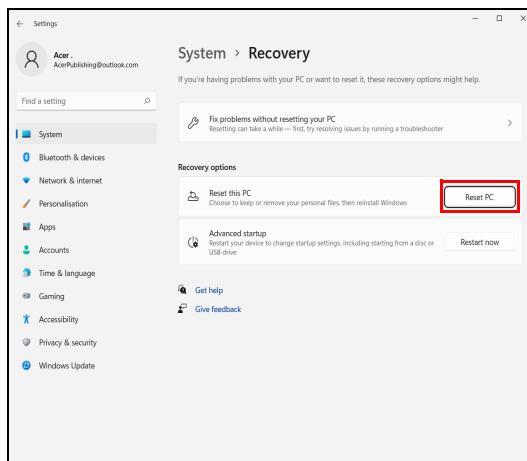 Settings
Acer .
AcerPublishing@outlook.com
Find a setting
System
Bluetooth & devices
Network & internet
Personalisation
Apps
Accounts
Time & language
Gaming
Accessibility
Privacy & security
Windows Update
System > Recovery
If you're having problems with your PC or want to reset it, these recovery options might help.
Fix problems without resetting your PC
Resetting can take a while — first, try resolving issues by running a troubleshooter
Recovery options
Reset this PC
Choose to keep or remove your personal files, then reinstall Windows
Reset PC
Advanced startup
Restart your device to change startup settings, including starting from a disc or
USB drive
Restart now
Get help
Give feedback